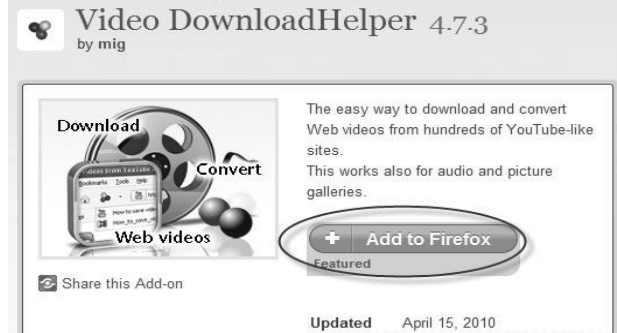 Video DownloadHelper 4.7.3
by mig
Download
Convert
Web videos
The easy way to download and convert
Web videos from hundreds of YouTube-like
sites.
This works also for audio and picture
galleries.
+ Add to Firefox
Featured
Share this Add-on
Updated April 15, 2010